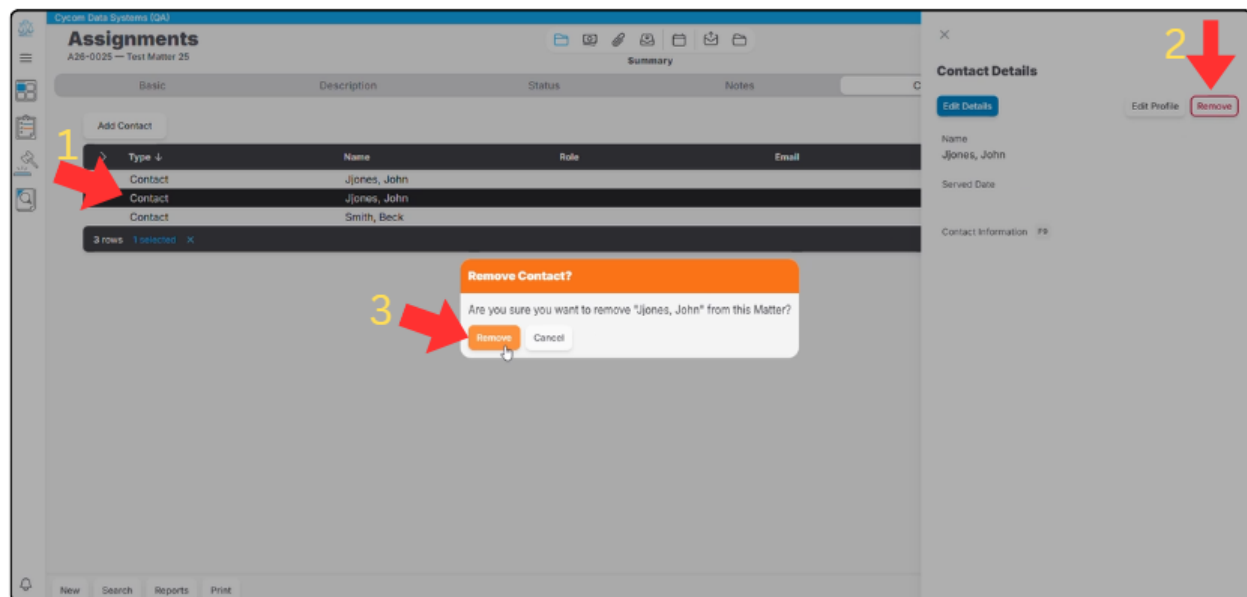 Cycom Data Systems (QA)
Assignments
A26-0025 — Test Matter 25
Summary
Basic Description Status Notes C
Add Contact
1
Type ↓ Name Role Email
Contact Jjones, John
Contact Jjones, John
Contact Smith, Beck
3 rows 1 selected X
Remove Contact?
Are you sure you want to remove "Jjones, John" from this Matter?
3
Remove Cancel
2
Contact Details
Edit Details Edit Profile Remove
Name
Jjones, John
Served Date
Contact Information F9
New Search Reports Print